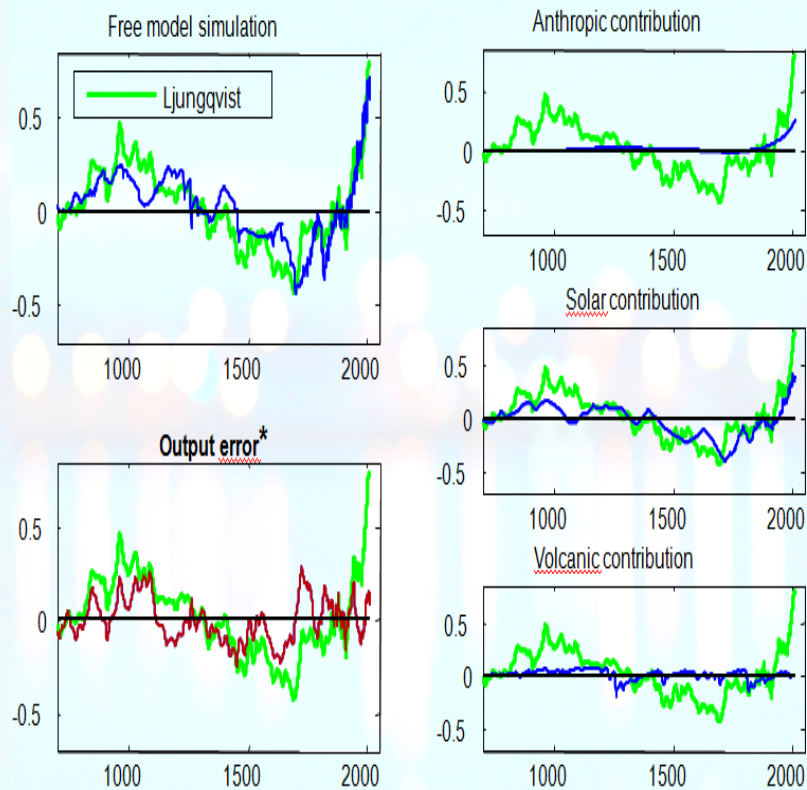 Free model simulation
Ljungqvist
0.5
0
-0.5
1000 1500 2000
Output error*
0.5
0
-0.5
1000 1500 2000
Anthropic contribution
0.5
0
-0.5
1000 1500 2000
Solar contribution
0.5
0
-0.5
1000 1500 2000
Volcanic contribution
0.5
0
-0.5
1000 1500 2000